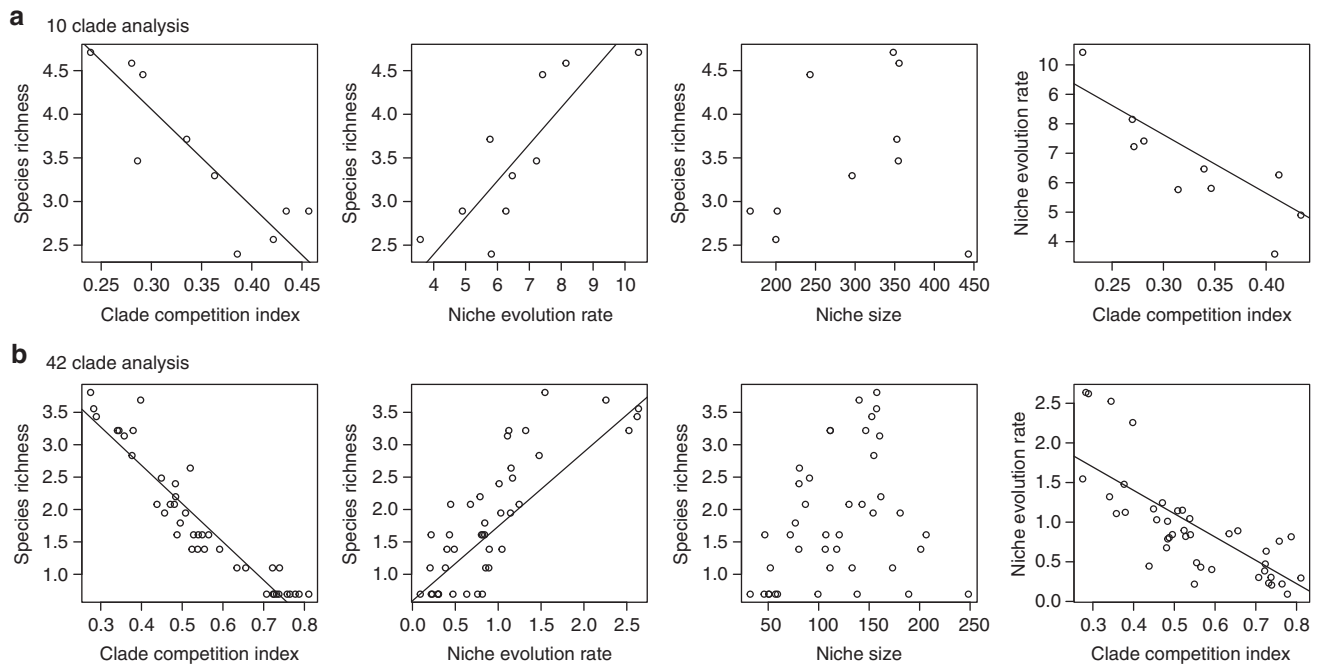 a
10 clade analysis
4.5
4.0
3.5
3.0
2.5
Species richness
0.25 0.30 0.35 0.40 0.45
Clade competition index
4.5
4.0
3.5
3.0
2.5
Species richness
4 5 6 7 8 9 10
Niche evolution rate
4.5
4.0
3.5
3.0
2.5
Species richness
200 250 300 350 400 450
Niche size
10
6
8
7
6
5
4
Niche evolution rate
0.25 0.30 0.35 0.40
Clade competition index
b
42 clade analysis
3.5
3.0
2.5
2.0
1.5
1.0
Species richness
0.3 0.4 0.5 0.6 0.7 0.8
Clade competition index
3.5
3.0
2.5
2.0
1.5
1.0
Species richness
0.0 0.5 1.0 1.5 2.0 2.5
Niche evolution rate
3.5
3.0
2.5
2.0
1.5
1.0
Species richness
50 100 150 200 250
Niche size
2.5
2.0
1.5
1.0
0.5
0.0
Niche evolution rate
0.3 0.4 0.5 0.6 0.7 0.8
Clade competition index